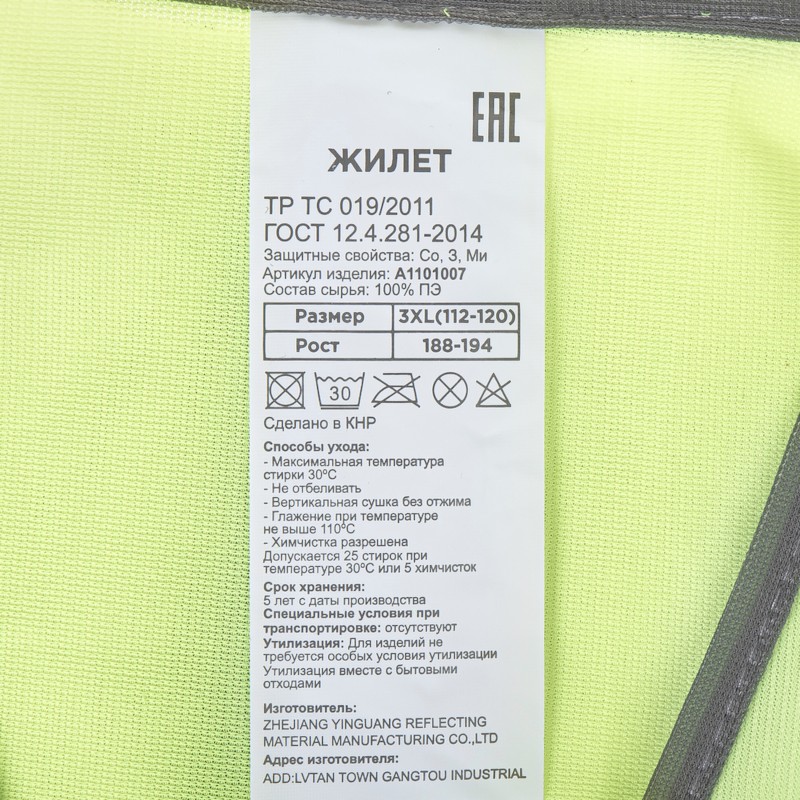 EAC
ЖИЛЕТ
ТР ТС 019/2011
ГОСТ 12.4.281-2014
Защитные свойства: Со, З, Ми
Артикул изделия: А1101007
Состав сырья: 100% ПЭ
Размер 3XL(112-120)
Рост 188-194
30
Сделано в КНР
Способы ухода:
- Максимальная температура
стирки 30ºС
- Не отбеливать
- Вертикальная сушка без отжима
- Глажение при температуре
не выше 110ºС
- Химчистка разрешена
Допускается 25 стирок при
температуре 30ºС или 5 химчисток
Срок хранения:
5 лет с даты производства
Специальные условия при
транспортировке: отсутствуют
Утилизация: Для изделий не
требуется особых условия утилизации
Утилизация вместе с бытовыми
отходами
Изготовитель:
ZHEJIANG YINGUANG REFLECTING
MATERIAL MANUFACTURING CO.,LTD
Адрес изготовителя:
ADD:LVTAN TOWN GANGTOU INDUSTRIAL